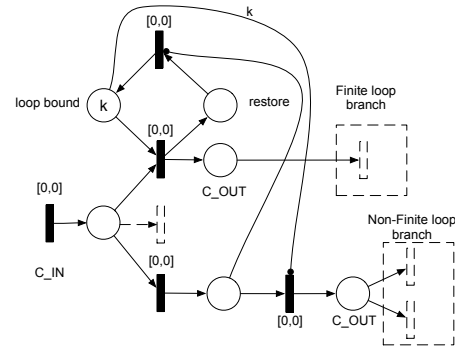 k
[0,0]
loop bound
k
restore
Finite loop
branch
[0,0]
C_OUT
[0,0]
Non-Finite loop
branch
C_IN
[0,0]
[0,0]
C_OUT